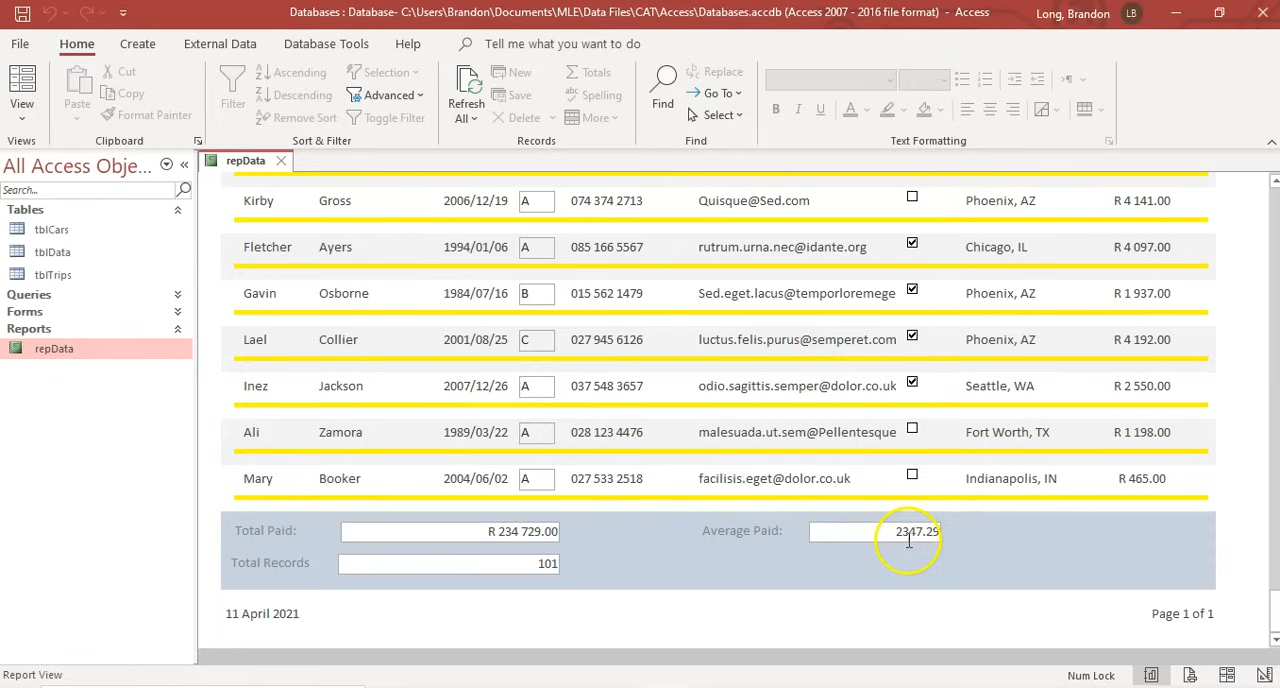 Databases : Database- C:\Users\Brandon\Documents\MLE\Data Files\CAT\Access\Databases.accdb (Access 2007 - 2016 file format) - Access
Long, Brandon LB
File Home Create External Data Database Tools Help Tell me what you want to do
View Paste Cut Copy Format Painter
Filter Ascending Descending Remove Sort Selection Advanced Toggle Filter
Refresh All New Save Delete Totals Spelling More
Find Replace Go To Select
B I U A
Views Clipboard Sort & Filter Records Find Text Formatting
All Access Obje...
Search...
Tables
tblCars
tblData
tblTrips
Queries
Forms
Reports
repData
repData
Kirby Gross 2006/12/19 A 074 374 2713 Quisque@Sed.com Phoenix, AZ R 4 141.00
Fletcher Ayers 1994/01/06 A 085 166 5567 rutrum.urna.nec@idante.org Chicago, IL R 4 097.00
Gavin Osborne 1984/07/16 B 015 562 1479 Sed.eget.lacus@temporloremege Phoenix, AZ R 1 937.00
Lael Collier 2001/08/25 C 027 945 6126 luctus.felis.purus@semperet.com Phoenix, AZ R 4 192.00
Inez Jackson 2007/12/26 A 037 548 3657 odio.sagittis.semper@dolor.co.uk Seattle, WA R 2 550.00
Ali Zamora 1989/03/22 A 028 123 4476 malesuada.ut.sem@Pellentesque Fort Worth, TX R 1 198.00
Mary Booker 2004/06/02 A 027 533 2518 facilisis.eget@dolor.co.uk Indianapolis, IN R 465.00
Total Paid: R 234 729.00 Average Paid: 2347.29
Total Records 101
11 April 2021 Page 1 of 1
Report View Num Lock